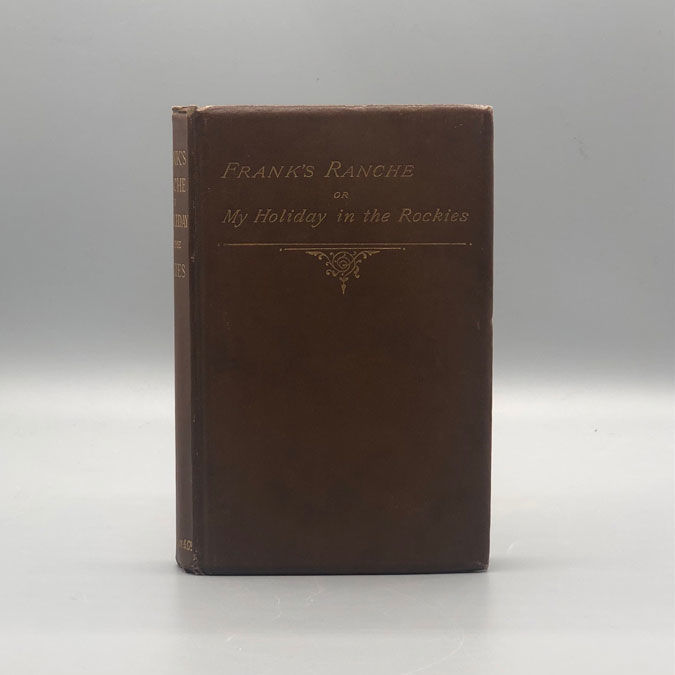 FRANK'S RANCHE
OR
My Holiday in the Rockies